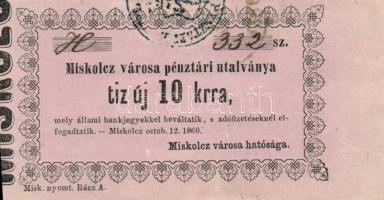 H 332 sz.
Miskolcz városa pénztári utalványa
tiz új 10 krra,
mely állami bankjegyekkel beváltatik, s adófizetéseknél el-
fogadtatik. — Miskolcz octob. 12. 1860.
Miskolcz városa hatósága.
Misk. nyomt. Rácz A.
MISKOLC